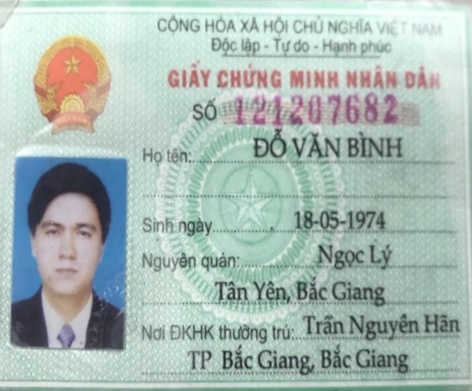 CỘNG HÒA XÃ HỘI CHỦ NGHĨA VIỆT NAM
Độc lập - Tự do - Hạnh phúc
GIẤY CHỨNG MINH NHÂN DÂN
SỐ 121207682
Họ tên: ĐỖ VĂN BÌNH
Sinh ngày 18-05-1974
Nguyên quán: Ngọc Lý
Tân Yên, Bắc Giang
Nơi ĐKHK thường trú: Trần Nguyên Hãn
TP Bắc Giang, Bắc Giang